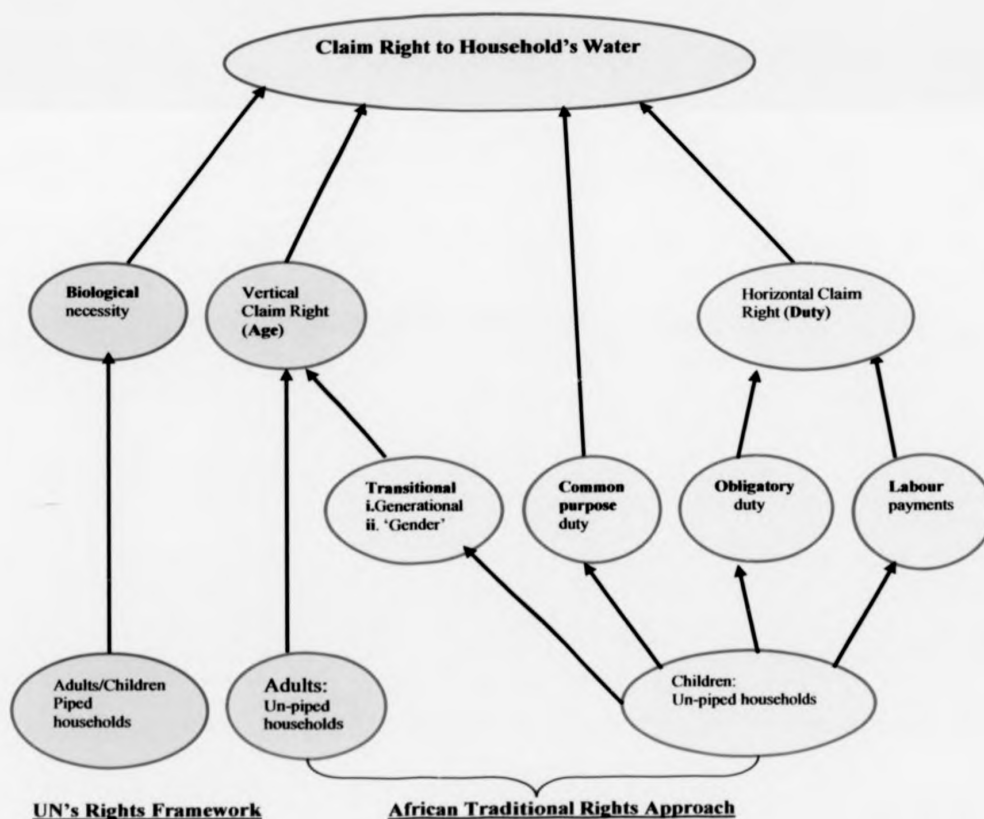 Claim Right to Household's Water
Biological
necessity
Vertical
Claim Right
(Age)
Horizontal Claim
Right (Duty)
Transitional
i.Generational
ii. 'Gender'
Common
purpose
duty
Obligatory
duty
Labour
payments
Adults/Children
Piped
households
Adults:
Un-piped
households
Children:
Un-piped households
UN's Rights Framework
African Traditional Rights Approach